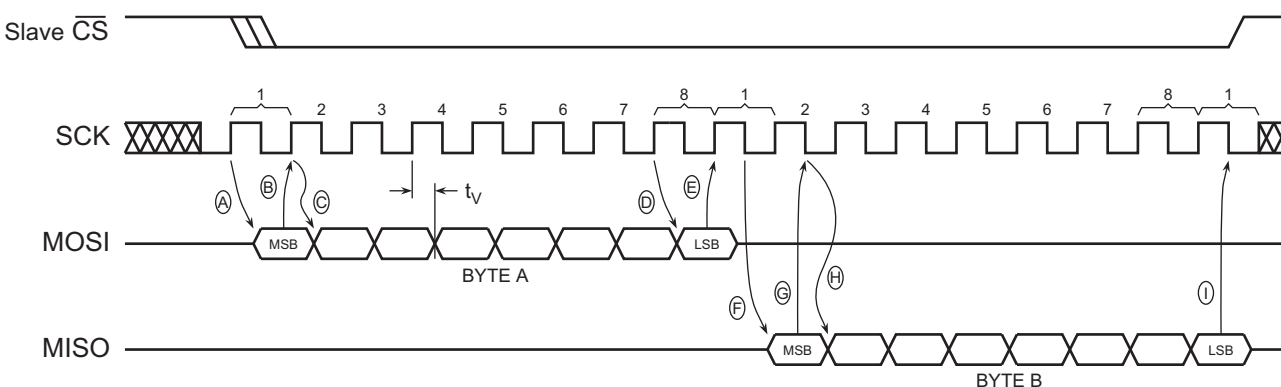 Slave CS
1 2 3 4 5 6 7 8 1 2 3 4 5 6 7 8 1
SCK
A B C tV D E
MOSI MSB LSB
BYTE A
F G H I
MISO MSB LSB
BYTE B